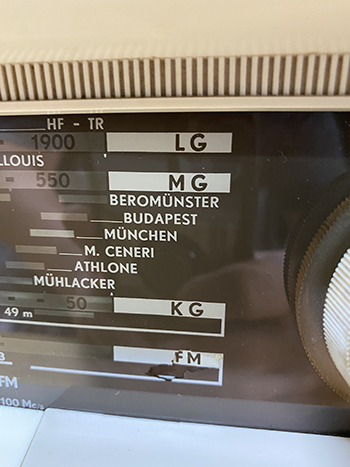 HF - TR
1900 LG
LLOUIS
550 MG
BEROMÜNSTER
BUDAPEST
MÜNCHEN
M. CENERI
ATHLONE
MÜHLACKER
50 KG
49 m
FM
FM
100 Mc/s